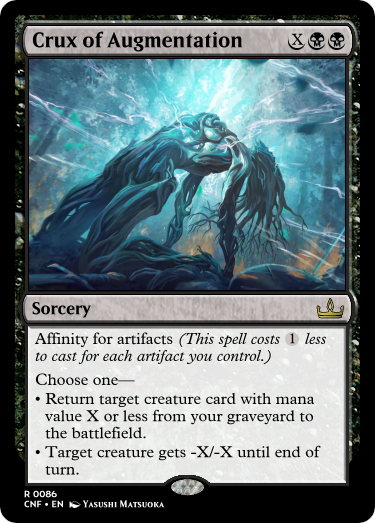 Crux of Augmentation X
Sorcery
Affinity for artifacts (This spell costs 1 less
to cast for each artifact you control.)
Choose one—
• Return target creature card with mana
value X or less from your graveyard to
the battlefield.
• Target creature gets -X/-X until end of
turn.
R 0086
CNF • EN Yasushi Matsuoka